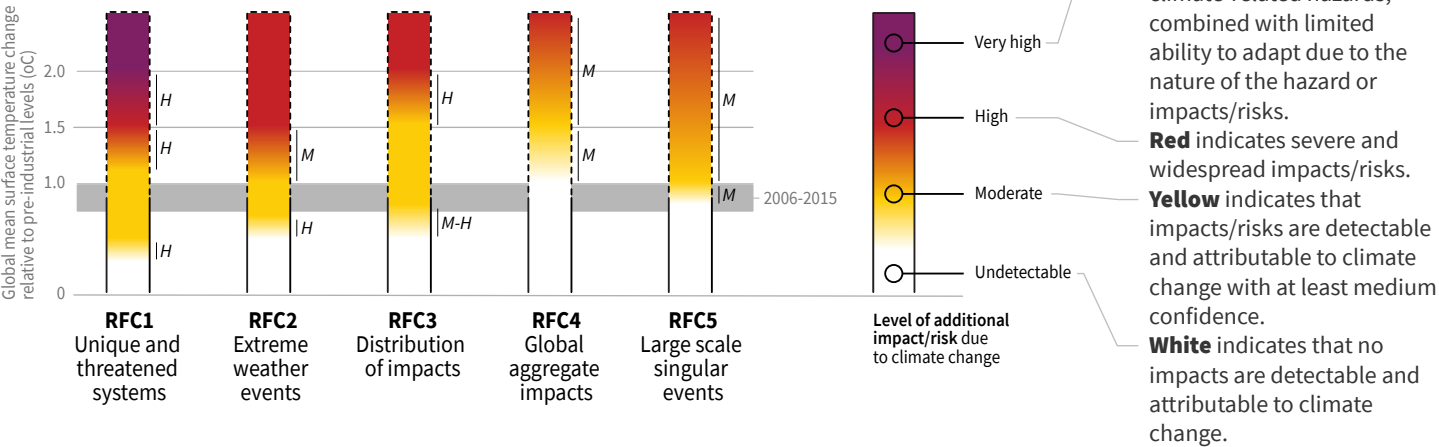 Global mean surface temperature change
relative to pre-industrial levels (oC)
2.0
1.5
1.0
0
H
H
H
M
H
H
M-H
M
M
M
M
2006-2015
RFC1
Unique and
threatened
systems
RFC2
Extreme
weather
events
RFC3
Distribution
of impacts
RFC4
Global
aggregate
impacts
RFC5
Large scale
singular
events
Very high
High
Moderate
Undetectable
Level of additional
impact/risk due
to climate change
climate-related hazards,
combined with limited
ability to adapt due to the
nature of the hazard or
impacts/risks.
Red indicates severe and
widespread impacts/risks.
Yellow indicates that
impacts/risks are detectable
and attributable to climate
change with at least medium
confidence.
White indicates that no
impacts are detectable and
attributable to climate
change.